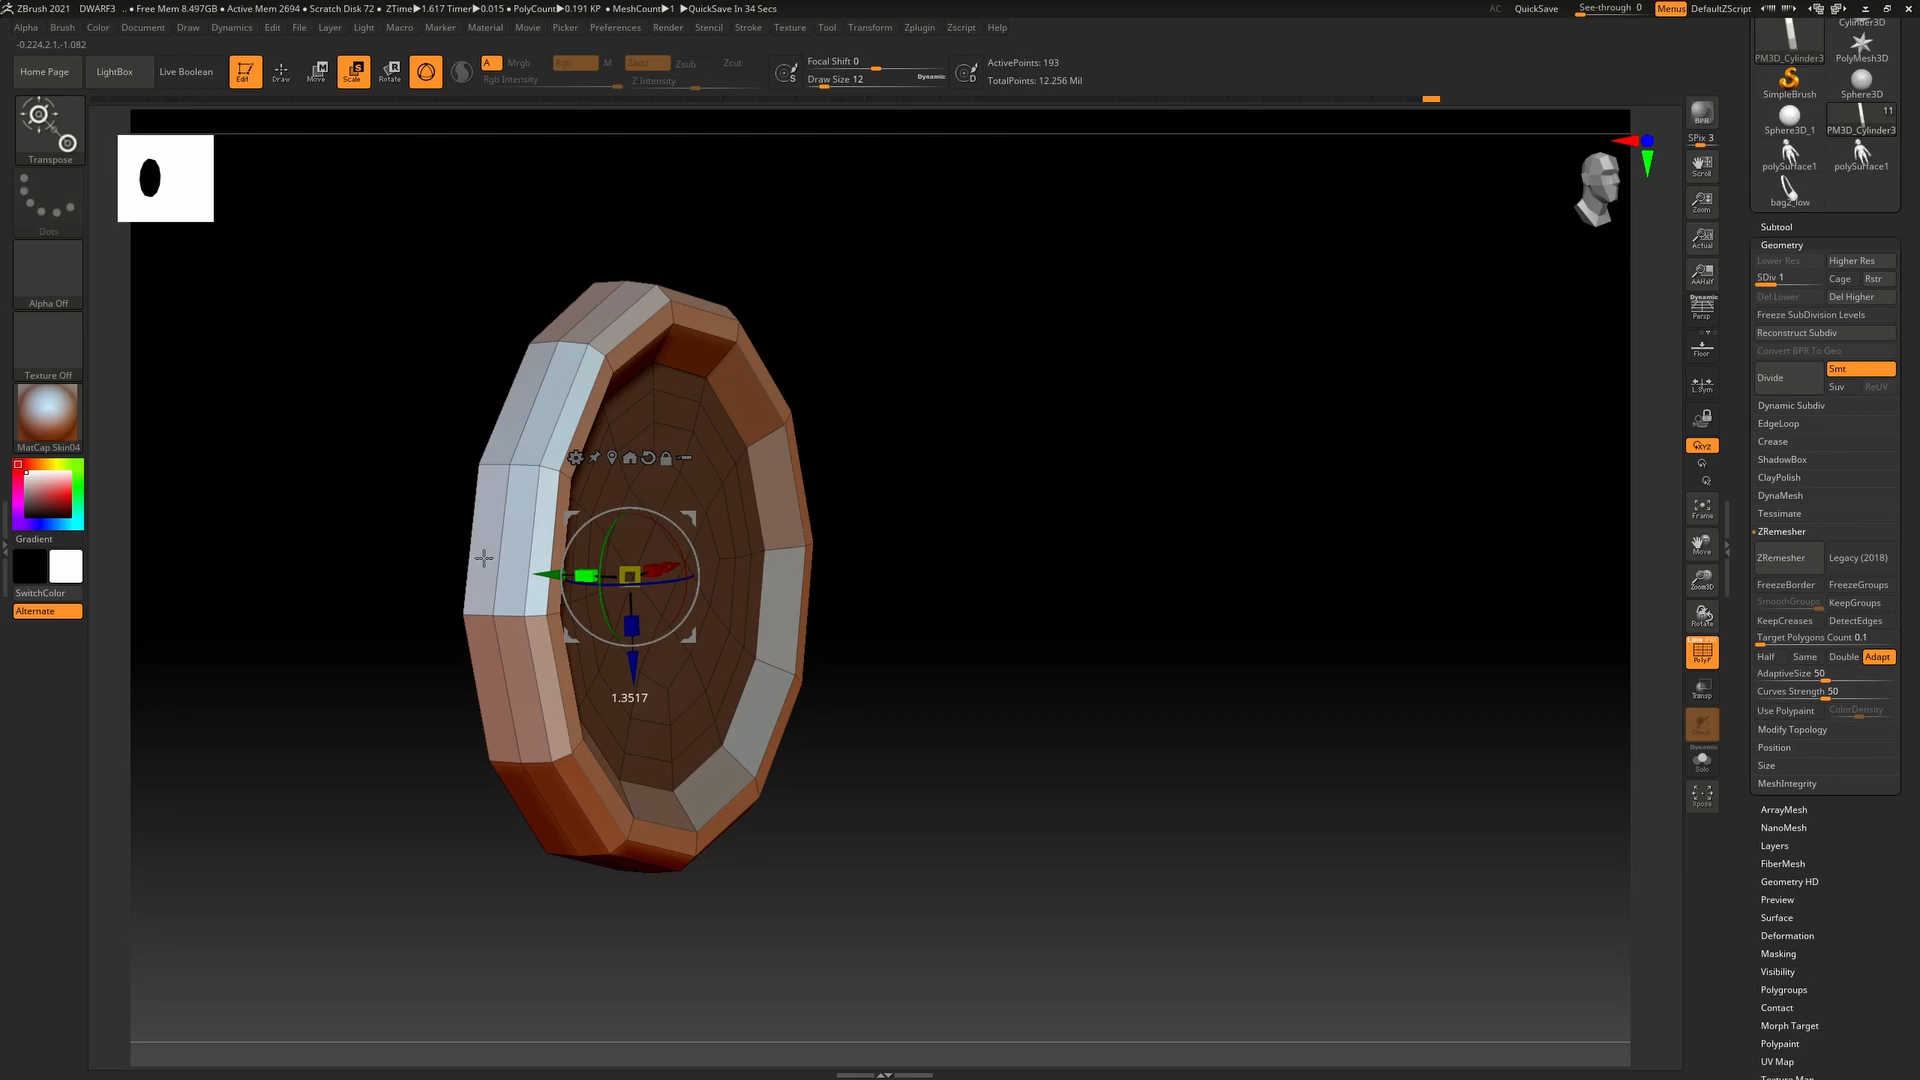 ZBrush 2021 DWARF3 .. • Free Mem 8.497GB • Active Mem 2694 • Scratch Disk 72 • ZTime▶1.617 Timer▶0.015 • PolyCount▶0.191 KP • MeshCount▶1 ▶QuickSave In 34 Secs AC QuickSave See-through 0 Menus DefaultZScript
Alpha Brush Color Document Draw Dynamics Edit File Layer Light Macro Marker Material Movie Picker Preferences Render Stencil Stroke Texture Tool Transform Zplugin Zscript Help
-0.224,2.1,-1.082
Home Page LightBox Live Boolean Edit Draw Move Scale Rotate
A Mrgb Rgb M Zadd Zsub Zcut
Rgb Intensity Z Intensity
Focal Shift 0
Draw Size 12 Dynamic
ActivePoints: 193
TotalPoints: 12.256 Mil
Transpose
Dots
Alpha Off
Texture Off
MatCap Skin04
Gradient
SwitchColor
Alternate
1.3517
BPR
SPix 3
Scroll
Zoom
Actual
AAHalf
Dynamic
Persp
Floor
L.Sym
XYZ
Frame
Move
Zoom3D
Rotate
PolyF
Transp
Ghost
Dynamic
Solo
Xpose
Cylinder3D
PM3D_Cylinder3 PolyMesh3D
SimpleBrush Sphere3D
11
Sphere3D_1 PM3D_Cylinder3
polySurface1 polySurface1
bag2_low
Subtool
Geometry
Lower Res Higher Res
SDiv 1 Cage Rstr
Del Lower Del Higher
Freeze SubDivision Levels
Reconstruct Subdiv
Convert BPR To Geo
Divide Smt
Suv ReUV
Dynamic Subdiv
EdgeLoop
Crease
ShadowBox
ClayPolish
DynaMesh
Tessimate
ZRemesher
ZRemesher Legacy (2018)
FreezeBorder FreezeGroups
SmoothGroups KeepGroups
KeepCreases DetectEdges
Target Polygons Count 0.1
Half Same Double Adapt
AdaptiveSize 50
Curves Strength 50
Use Polypaint ColorDensity
Modify Topology
Position
Size
MeshIntegrity
ArrayMesh
NanoMesh
Layers
FiberMesh
Geometry HD
Preview
Surface
Deformation
Masking
Visibility
Polygroups
Contact
Morph Target
Polypaint
UV Map
Texture Map